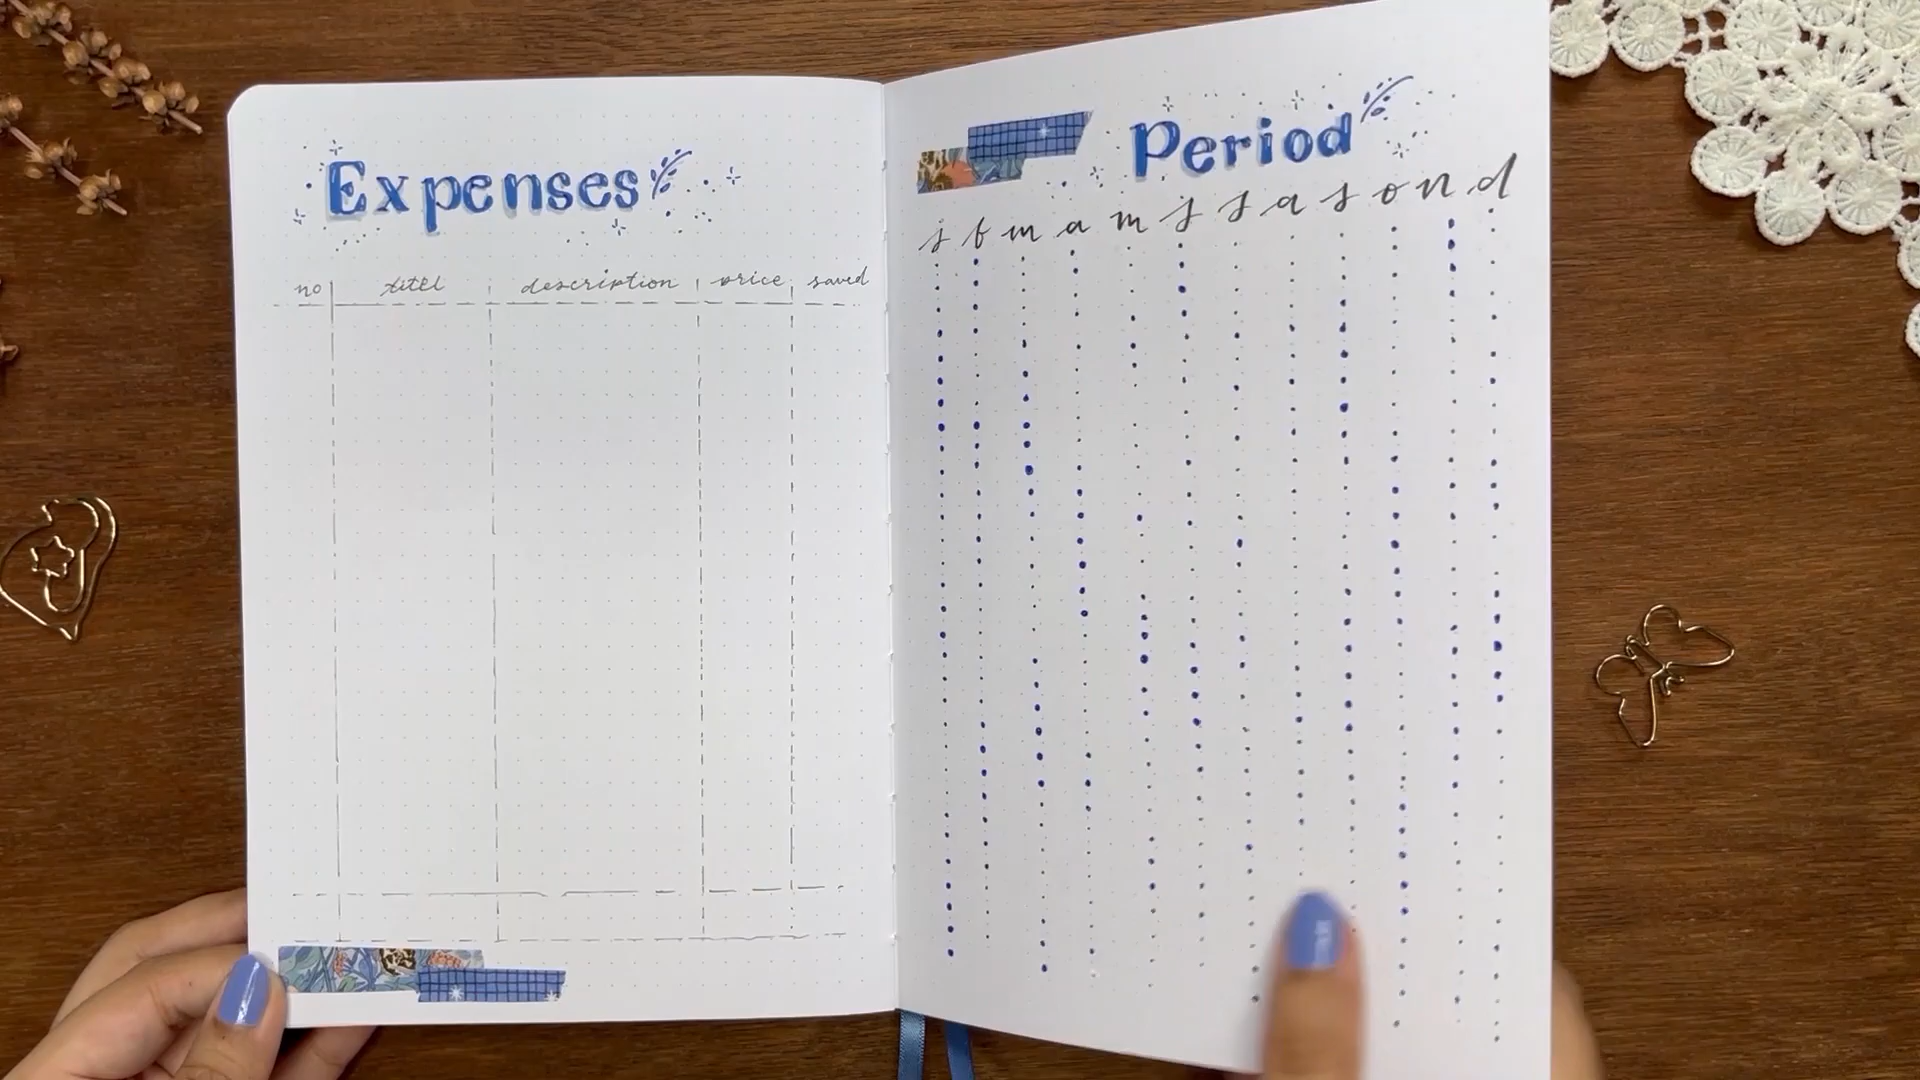 Expenses
no titel description price saved
Period
j f m a m j j a s o n d